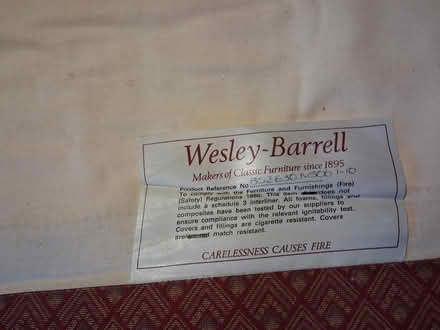 Wesley-Barrell
Makers of Classic Furniture since 1895
Product Reference No
To comply with the Furniture and Furnishings (Fire)
(Safety) Regulations 1988. This item does not
include a schedule 3 interliner. All foams, fillings and
composites have been tested by our suppliers to
ensure compliance with the relevant ignitability test.
Covers and fittings are cigarette resistant. Covers
are match resistant.
CARELESSNESS CAUSES FIRE